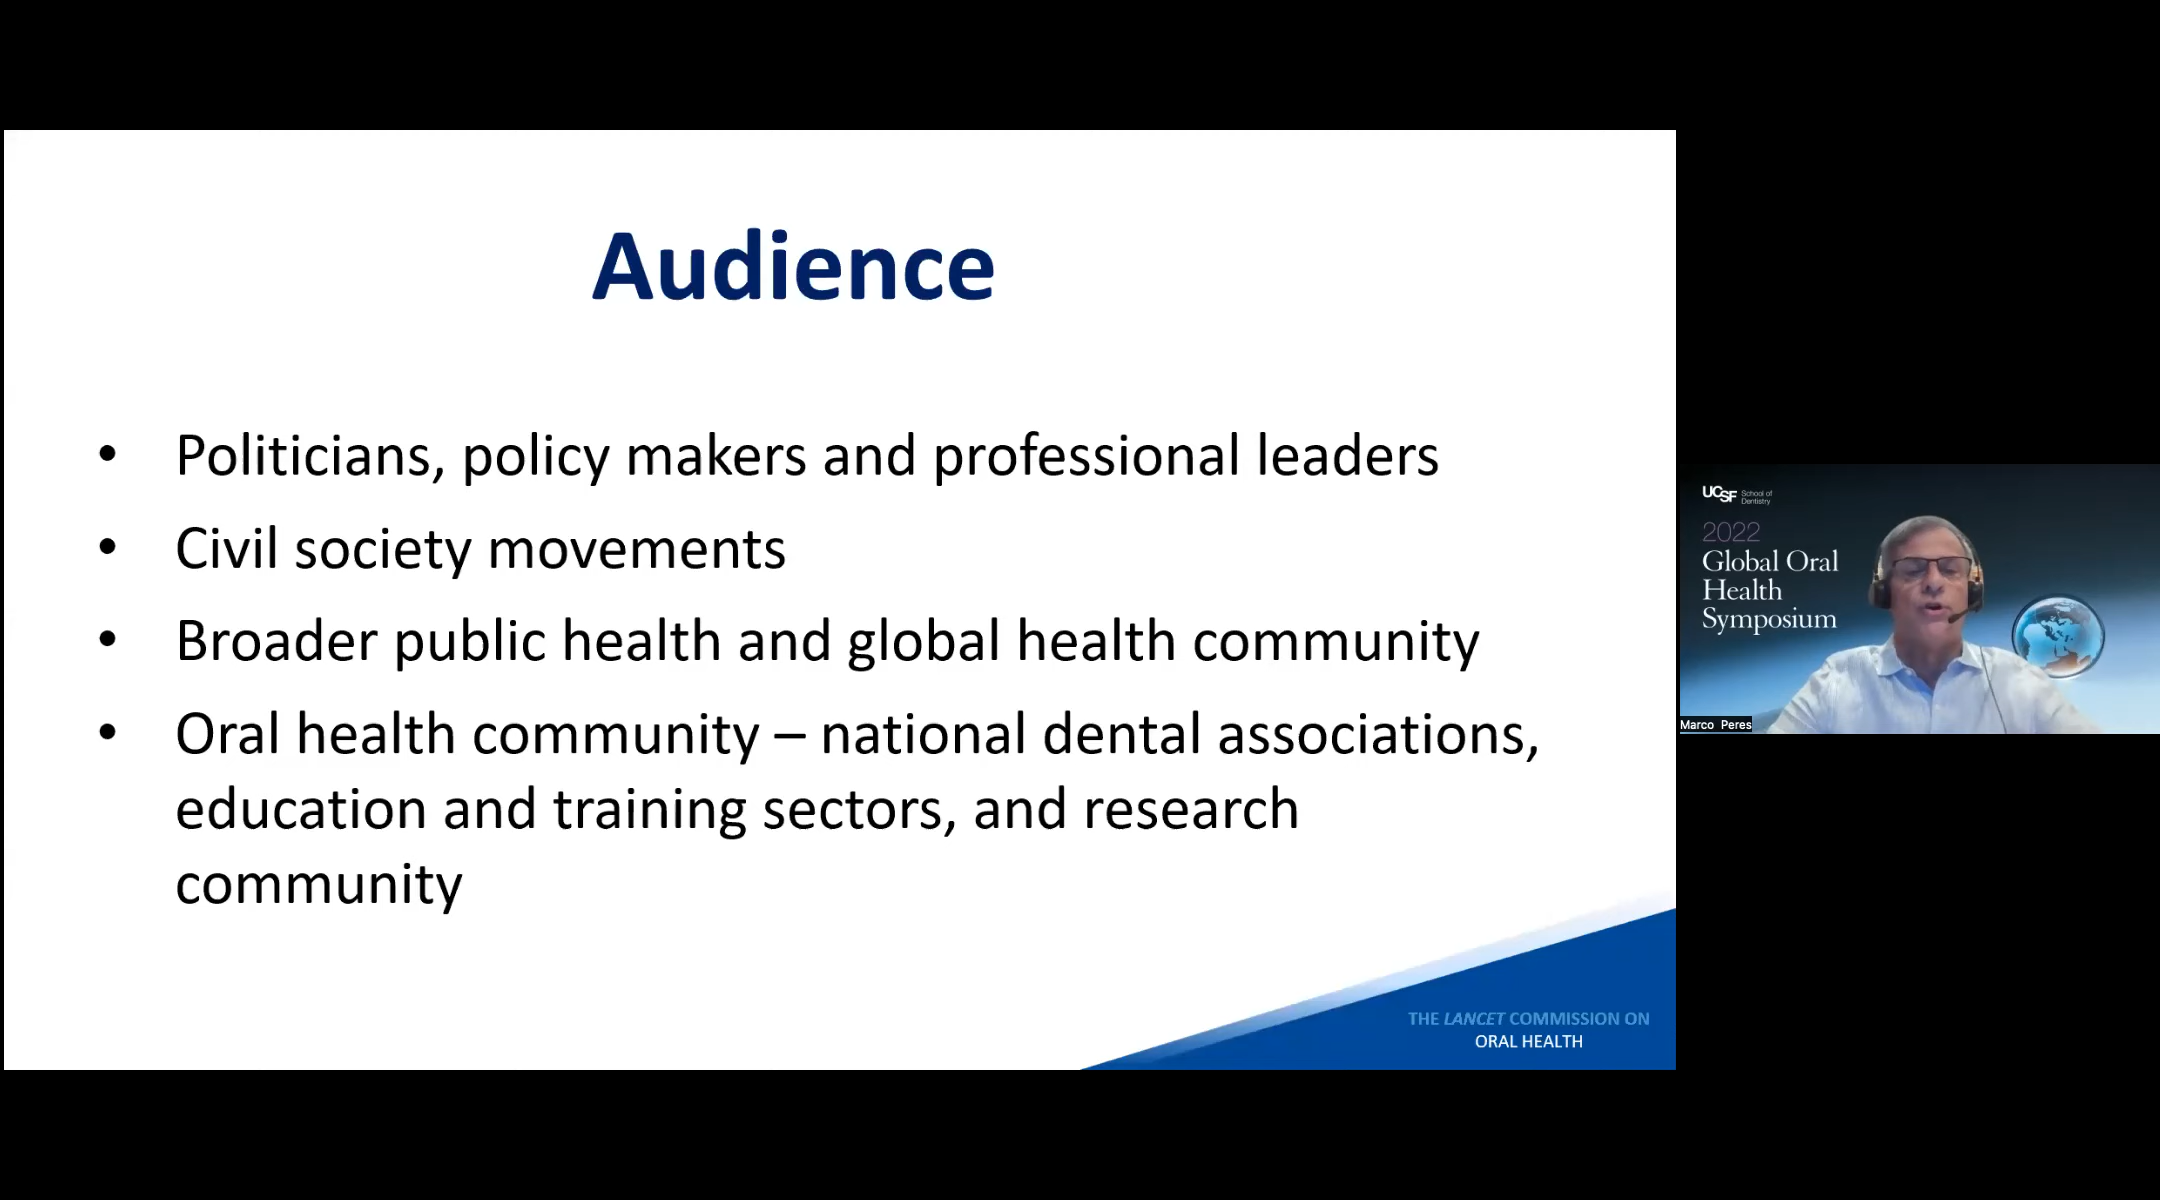 Audience
• Politicians, policy makers and professional leaders
• Civil society movements
• Broader public health and global health community
• Oral health community – national dental associations,
education and training sectors, and research
community
THE LANCET COMMISSION ON
ORAL HEALTH
UCSF School of
Dentistry
2022
Global Oral
Health
Symposium
Marco Peres